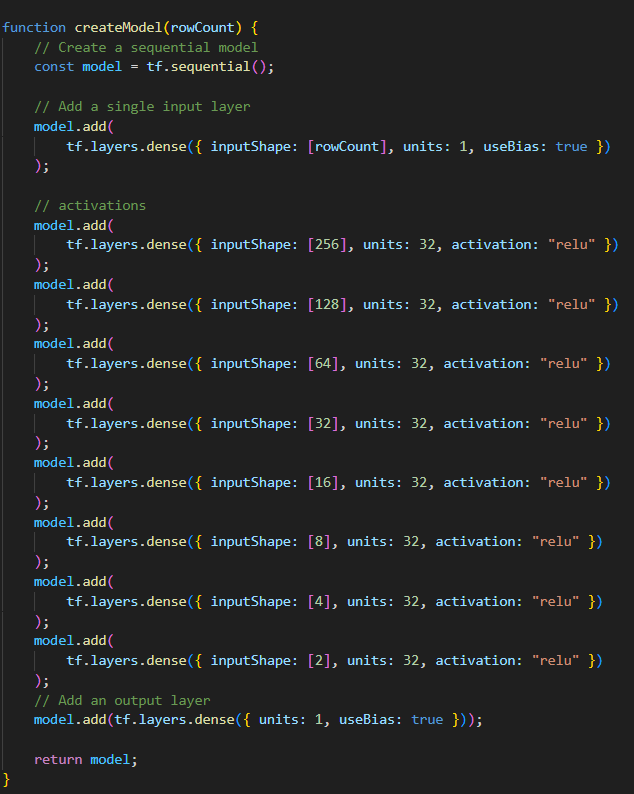 function createModel(rowCount) {
    // Create a sequential model
    const model = tf.sequential();

    // Add a single input layer
    model.add(
        tf.layers.dense({ inputShape: [rowCount], units: 1, useBias: true })
    );

    // activations
    model.add(
        tf.layers.dense({ inputShape: [256], units: 32, activation: "relu" })
    );
    model.add(
        tf.layers.dense({ inputShape: [128], units: 32, activation: "relu" })
    );
    model.add(
        tf.layers.dense({ inputShape: [64], units: 32, activation: "relu" })
    );
    model.add(
        tf.layers.dense({ inputShape: [32], units: 32, activation: "relu" })
    );
    model.add(
        tf.layers.dense({ inputShape: [16], units: 32, activation: "relu" })
    );
    model.add(
        tf.layers.dense({ inputShape: [8], units: 32, activation: "relu" })
    );
    model.add(
        tf.layers.dense({ inputShape: [4], units: 32, activation: "relu" })
    );
    model.add(
        tf.layers.dense({ inputShape: [2], units: 32, activation: "relu" })
    );
    // Add an output layer
    model.add(tf.layers.dense({ units: 1, useBias: true }));

    return model;
}